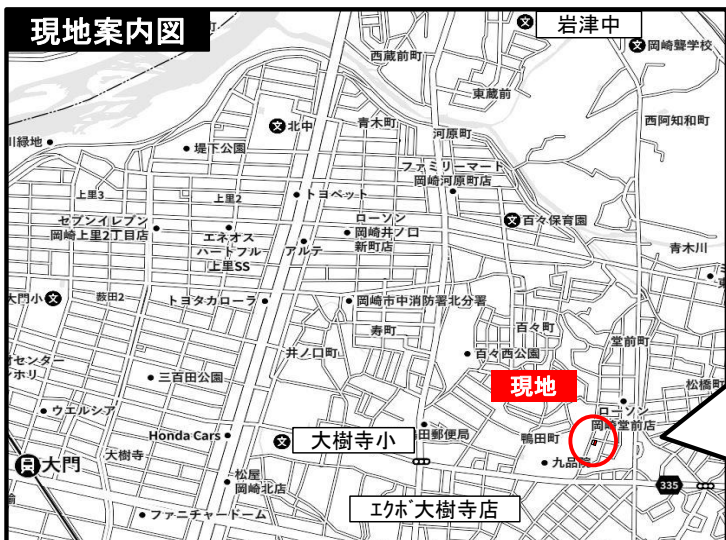 現地案内図
岩津中
岡崎聾学校
西蔵前町
東蔵前
西阿知和町
北中
青木町
河原町
川緑地
堤下公園
ファミリーマート
岡崎河原町店
上里3
上里2
トヨペット
セブンイレブン
岡崎上里2丁目店
エネオス
ハートフル
上里SS
アルテ
ローソン
岡崎井ノ口
新町店
百々保育園
青木川
大門小
薮田2
トヨタカローラ
岡崎市中消防署北分署
寿町
百々町
井ノ口町
百々西公園
堂前町
三百田公園
現地
松橋町
ウエルシア
ローソン
岡崎堂前店
Honda Cars
大樹寺小
田郵便局
鴨田町
大樹寺
大門
松屋
岡崎北店
九品院
335
ファニチャードーム
エクボ大樹寺店